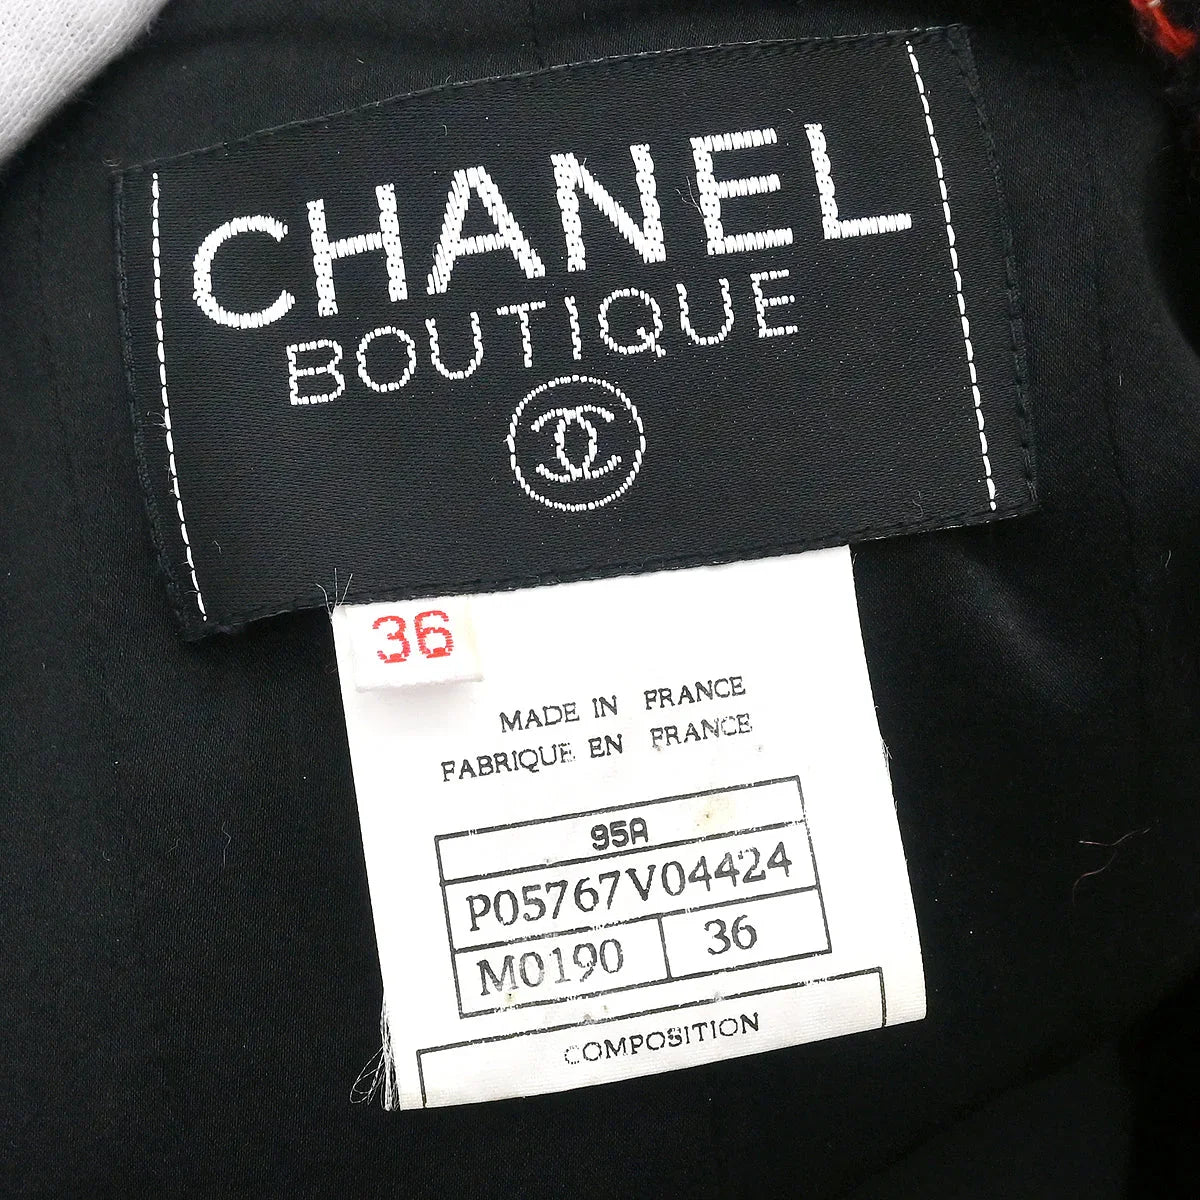 CHANEL
BOUTIQUE
36
MADE IN FRANCE
FABRIQUE EN FRANCE
95A
P05767V04424
M0190 36
COMPOSITION